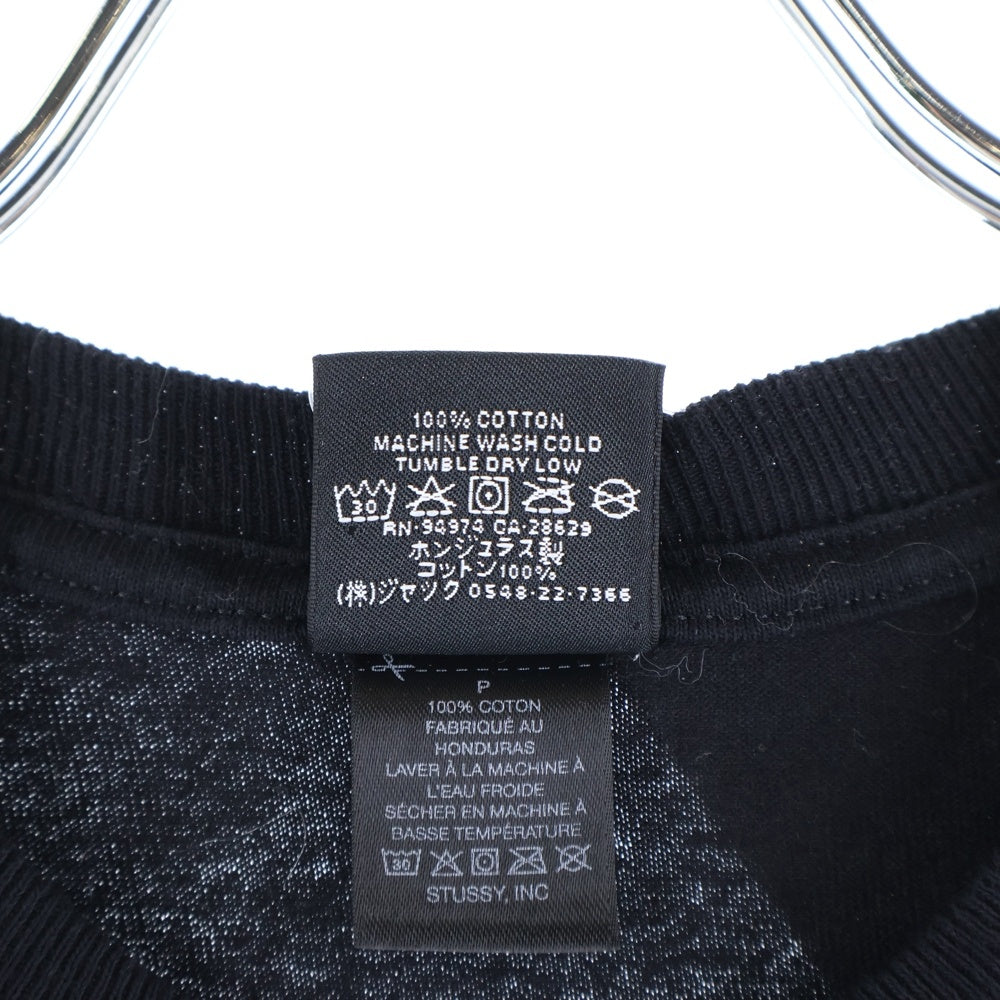 100% COTTON
MACHINE WASH COLD
TUMBLE DRY LOW
30
RN·94974 CA·28629
ホンジュラス製
コットン100%
(株)ジャック 0548·22·7366
P
100% COTON
FABRIQUÉ AU
HONDURAS
LAVER À LA MACHINE À
L'EAU FROIDE
SÉCHER EN MACHINE À
BASSE TEMPÉRATURE
30
STUSSY, INC